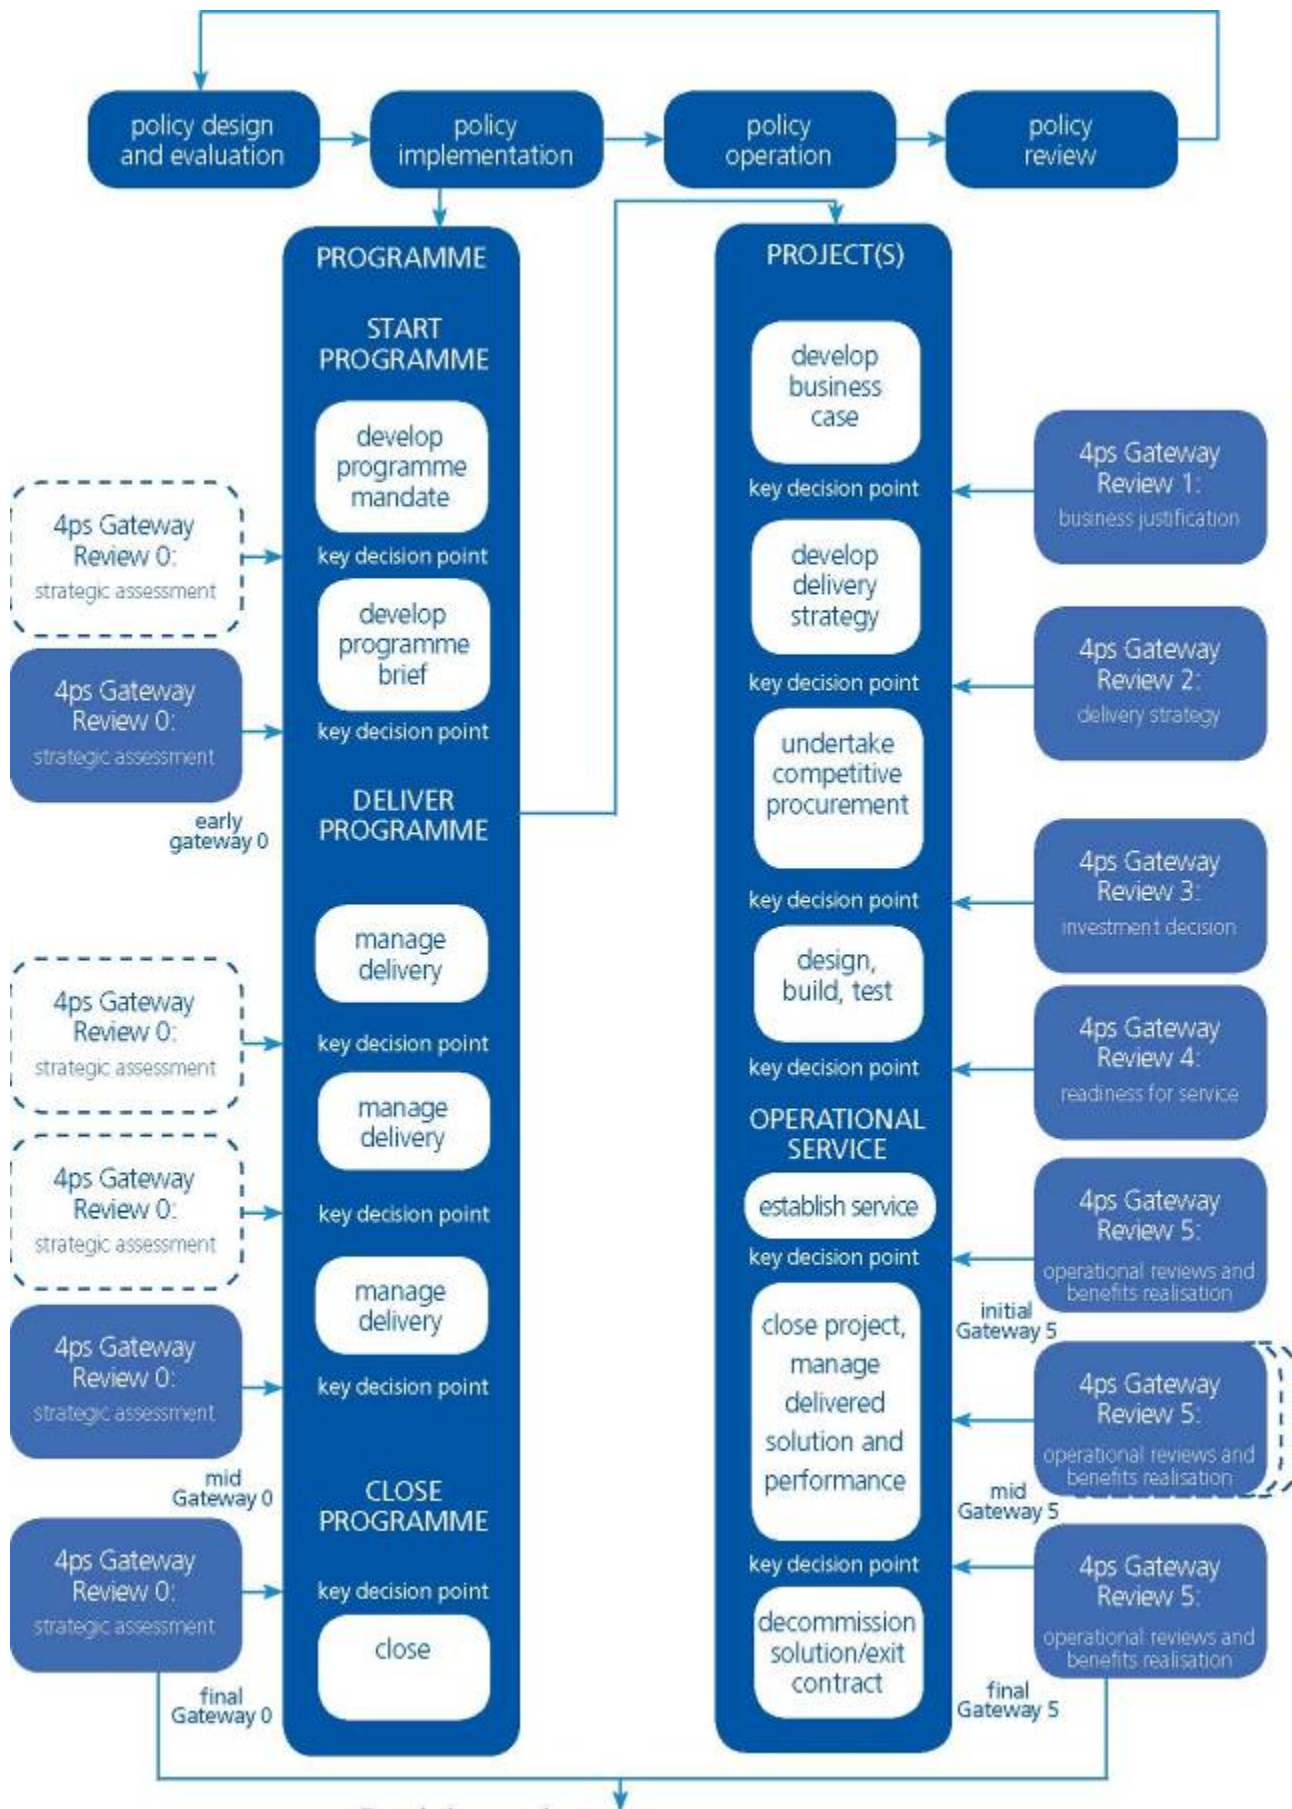 policy design
and evaluation
policy
implementation
policy
operation
policy
review
PROGRAMME
START
PROGRAMME
develop
programme
mandate
key decision point
develop
programme
brief
key decision point
DELIVER
PROGRAMME
manage
delivery
key decision point
manage
delivery
key decision point
manage
delivery
key decision point
CLOSE
PROGRAMME
key decision point
close
4ps Gateway
Review 0:
strategic assessment
4ps Gateway
Review 0:
strategic assessment
early
gateway 0
4ps Gateway
Review 0:
strategic assessment
4ps Gateway
Review 0:
strategic assessment
4ps Gateway
Review 0:
strategic assessment
mid
Gateway 0
4ps Gateway
Review 0:
strategic assessment
final
Gateway 0
PROJECT(S)
develop
business
case
key decision point
develop
delivery
strategy
key decision point
undertake
competitive
procurement
key decision point
design,
build, test
key decision point
OPERATIONAL
SERVICE
establish service
key decision point
close project,
manage
delivered
solution and
performance
key decision point
decommission
solution/exit
contract
4ps Gateway
Review 1:
business justification
4ps Gateway
Review 2:
delivery strategy
4ps Gateway
Review 3:
investment decision
4ps Gateway
Review 4:
readiness for service
4ps Gateway
Review 5:
operational reviews and
benefits realisation
initial
Gateway 5
4ps Gateway
Review 5:
operational reviews and
benefits realisation
mid
Gateway 5
4ps Gateway
Review 5:
operational reviews and
benefits realisation
final
Gateway 5